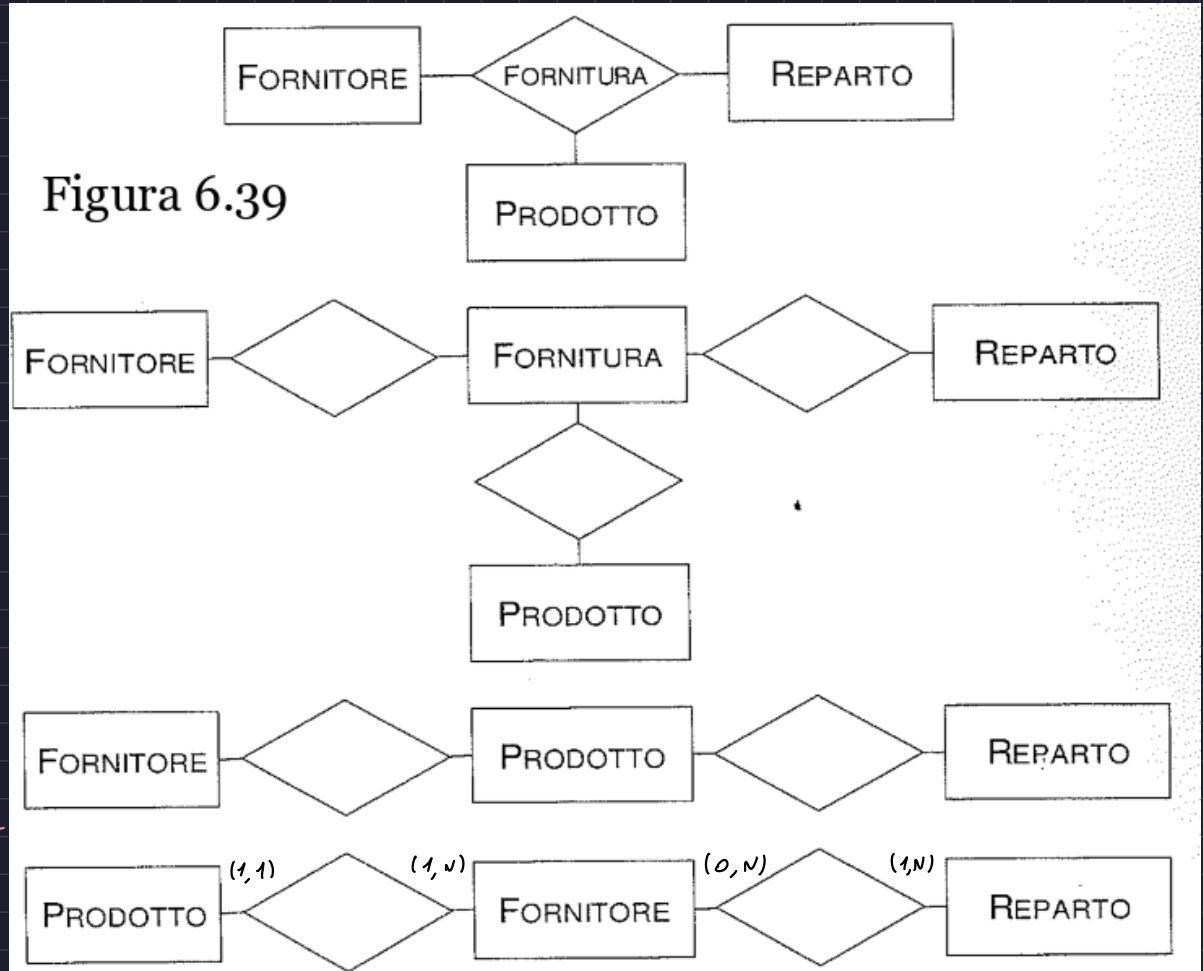 FORNITORE FORNITURA REPARTO
PRODOTTO
Figura 6.39
FORNITORE FORNITURA REPARTO
PRODOTTO
FORNITORE PRODOTTO REPARTO
(1,1) (1,N) (0,N) (1,N)
PRODOTTO FORNITORE REPARTO